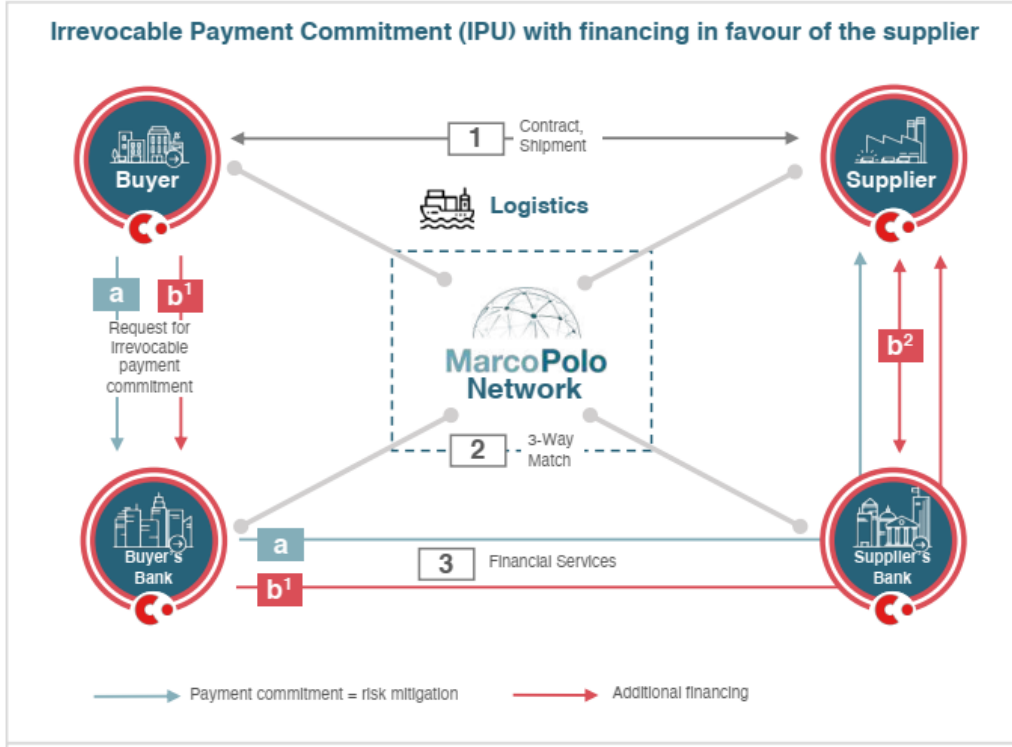 Irrevocable Payment Commitment (IPU) with financing in favour of the supplier
1
Contract,
Shipment
Buyer
Supplier
Logistics
a
b¹
Request for
irrevocable
payment
commitment
MarcoPolo
Network
b²
2
3-Way
Match
Buyer's
Bank
a
b¹
3
Financial Services
Supplier's
Bank
Payment commitment = risk mitigation
Additional financing